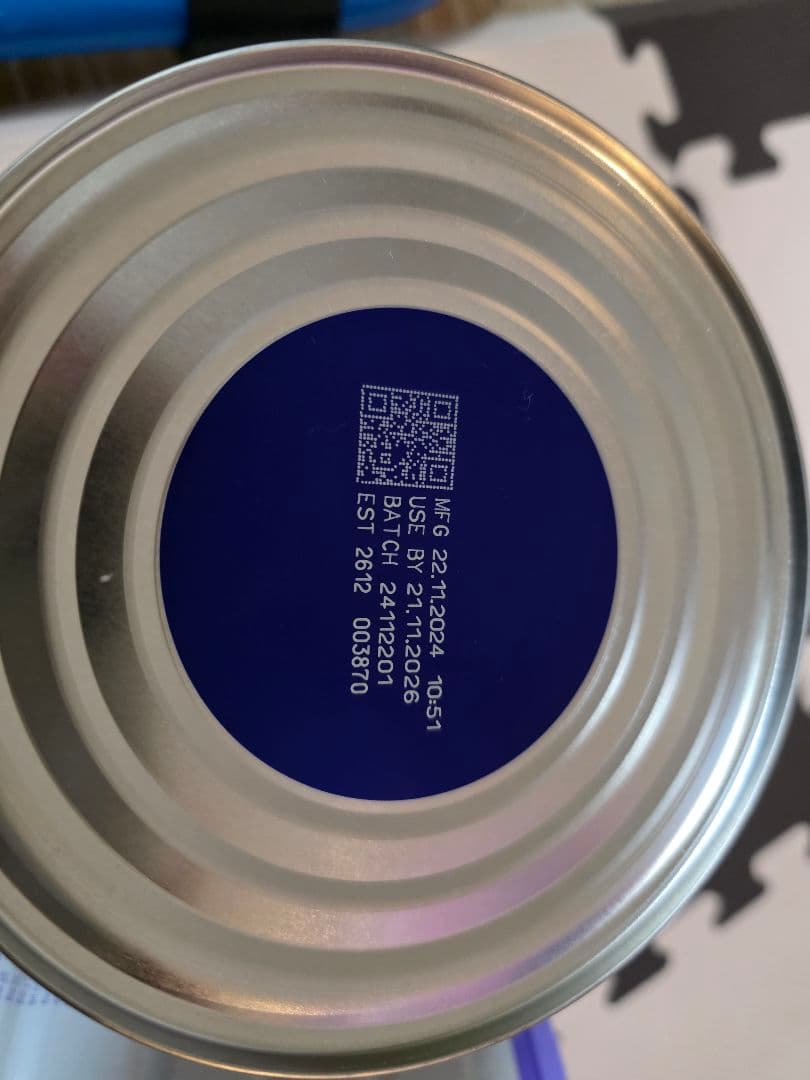 MFG 22.11.2024 10:51
USE BY 21.11.2026
BATCH 24112201
EST 2612 003870